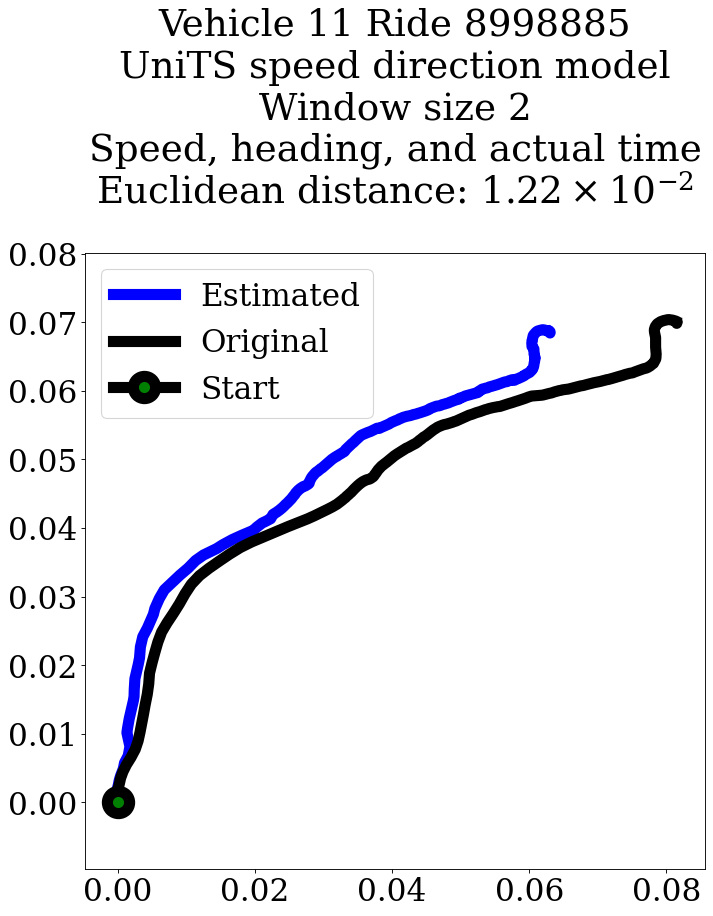 Vehicle 11 Ride 8998885
UniTS speed direction model
Window size 2
Speed, heading, and actual time
Euclidean distance: 1.22 × 10⁻²
0.08
0.07
0.06
0.05
0.04
0.03
0.02
0.01
0.00
Estimated
Original
Start
0.00 0.02 0.04 0.06 0.08